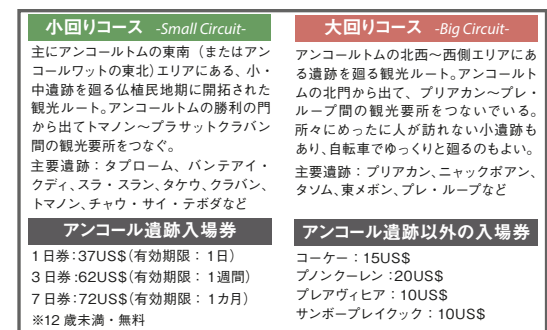 小回りコース -Small Circuit-
主にアンコールトムの東南（またはアン
コールワットの東北）エリアにある、小・
中遺跡を廻る仏植民地期に開拓された
観光ルート。アンコールトムの勝利の門
から出てトマノン〜プラサットクラバン
間の観光要所をつなぐ。
主要遺跡：タプローム、バンテアイ・
クディ、スラ・スラン、タケウ、クラバン、
トマノン、チャウ・サイ・テボダなど
アンコール遺跡入場券
1日券：37US$（有効期限：1日）
3日券：62US$（有効期限：1週間）
7日券：72US$（有効期限：1カ月）
※12歳未満・無料
大回りコース -Big Circuit-
アンコールトムの北西〜西側エリアにあ
る遺跡を廻る観光ルート。アンコールト
ムの北門から出て、プリアカン〜プレ・
ループ間の観光要所をつないでいる。
所々にめったに人が訪れない小遺跡も
あり、自転車でゆっくりと廻るのもよい。
主要遺跡：プリアカン、ニャックポアン、
タソム、東メボン、プレ・ループなど
アンコール遺跡以外の入場券
コーケー：15US$
プノンクーレン：20US$
プレアヴィヒア：10US$
サンボープレイクック：10US$